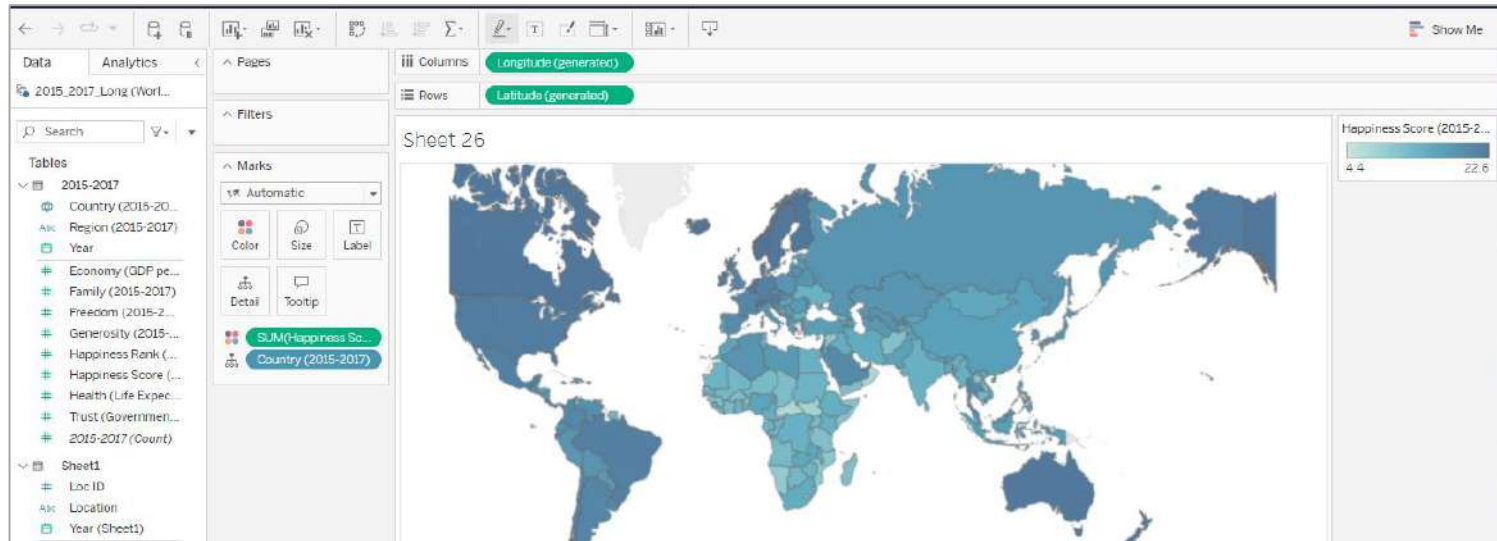 Show Me
Data
Analytics
Pages
iii Columns
Longitude (generated)
2015_2017_Long (Worl...
Rows
Latitude (generated)
Filters
Search
Sheet 26
Happiness Score (2015-2...
4.4
22.6
Tables
Marks
2015-2017
Automatic
Country (2015-20...
Abc Region (2015-2017)
Year
Color
Size
Label
Economy (GDP pe...
Family (2015-2017)
Freedom (2015-2...
Detail
Tooltip
Generosity (2015-...
Happiness Rank (...
SUM(Happiness Sc...
Happiness Score (...
Country (2015-2017)
Health (Life Expec...
Trust (Governmen...
2015-2017 (Count)
Sheet1
Loc ID
Abc Location
Year (Sheet1)